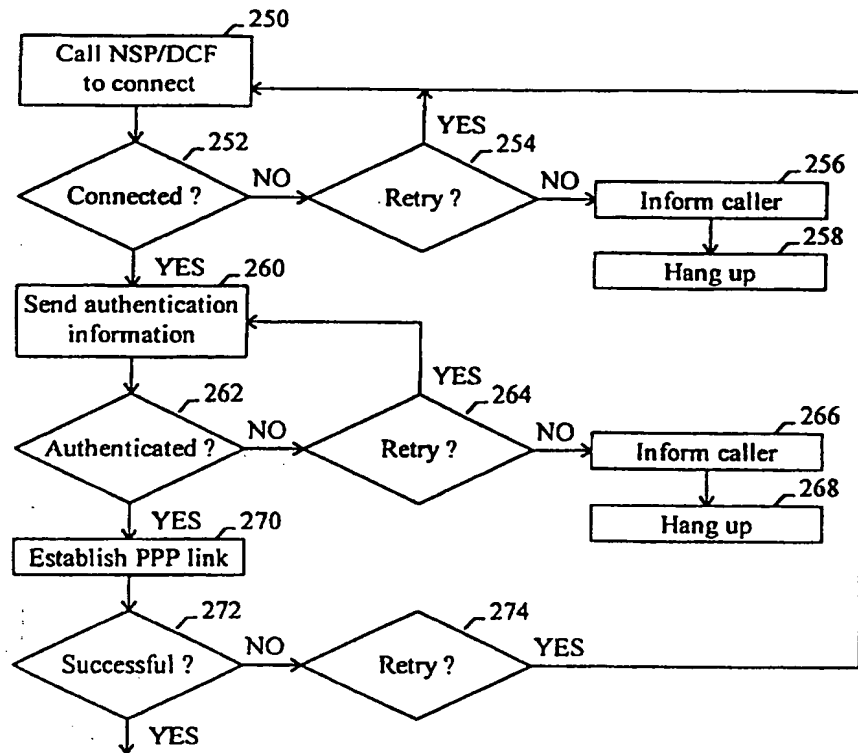 250
Call NSP/DCF
to connect
YES
252
254
Connected ?
NO
Retry ?
NO
256
Inform caller
258
Hang up
YES
260
Send authentication
information
YES
262
264
Authenticated ?
NO
Retry ?
NO
266
Inform caller
268
Hang up
YES
270
Establish PPP link
272
274
Successful ?
NO
Retry ?
YES
YES